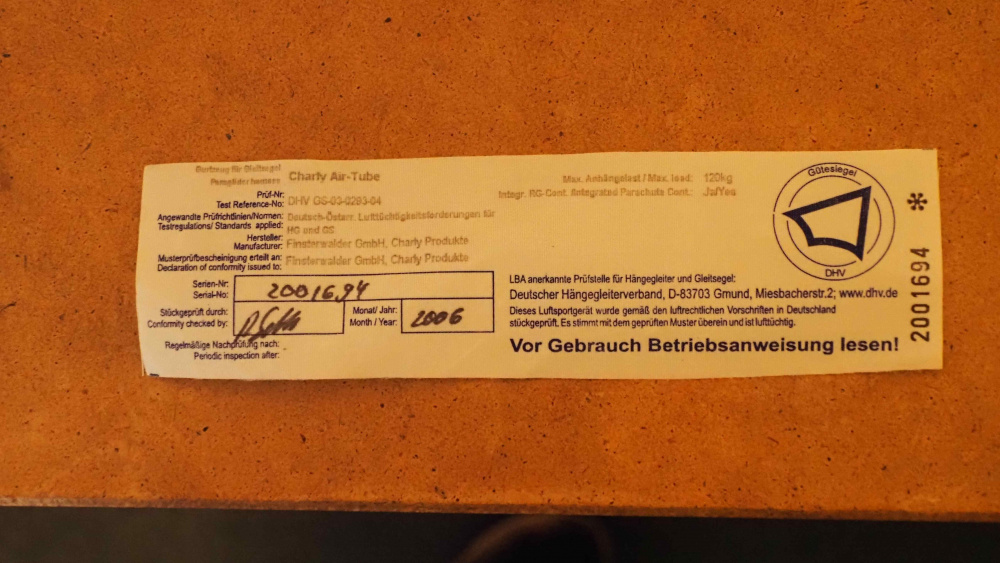 Gurtzeug für Gleitsegel
Paraglider harness Charly Air-Tube
Prüf-Nr:
Test Reference-No: DHV GS-03-0293-04
Angewandte Prüfrichtlinien/Normen: Deutsch-Österr. Lufttüchtigkeitsforderungen für
Testregulations/ Standards applied: HG und GS
Hersteller:
Manufacturer: Finsterwalder GmbH, Charly Produkte
Musterprüfbescheinigung erteilt an:
Declaration of conformity issued to: Finsterwalder GmbH, Charly Produkte
Serien-Nr:
Serial-No: 2001694
Stückgeprüft durch:
Conformity checked by:
Monat/ Jahr:
Month / Year: 2006
Regelmäßige Nachprüfung nach:
Periodic inspection after:
Max. Anhängelast / Max. load: 120kg
Integr. RG-Cont. /Integrated Parachute Cont.: Ja/Yes
Gütesiegel
DHV
LBA anerkannte Prüfstelle für Hängegleiter und Gleitsegel:
Deutscher Hängegleiterverband, D-83703 Gmund, Miesbacherstr.2; www.dhv.de
Dieses Luftsportgerät wurde gemäß den luftrechtlichen Vorschriften in Deutschland
stückgeprüft. Es stimmt mit dem geprüften Muster überein und ist lufttüchtig.
Vor Gebrauch Betriebsanweisung lesen!
2001694 *